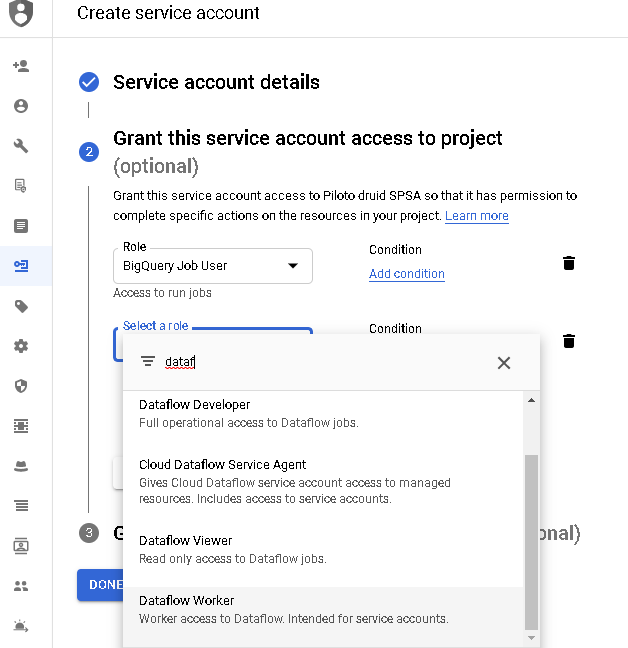 Create service account
Service account details
2
Grant this service account access to project
(optional)
Grant this service account access to Piloto druid SPSA so that it has permission to
complete specific actions on the resources in your project. Learn more
Role
BigQuery Job User
Condition
Add condition
Access to run jobs
Select a role
Condition
dataf
Dataflow Developer
Full operational access to Dataflow jobs.
Cloud Dataflow Service Agent
Gives Cloud Dataflow service account access to managed
resources. Includes access to service accounts.
Dataflow Viewer
Read only access to Dataflow jobs.
Dataflow Worker
Worker access to Dataflow. Intended for service accounts.
3
G
onal)
DONE